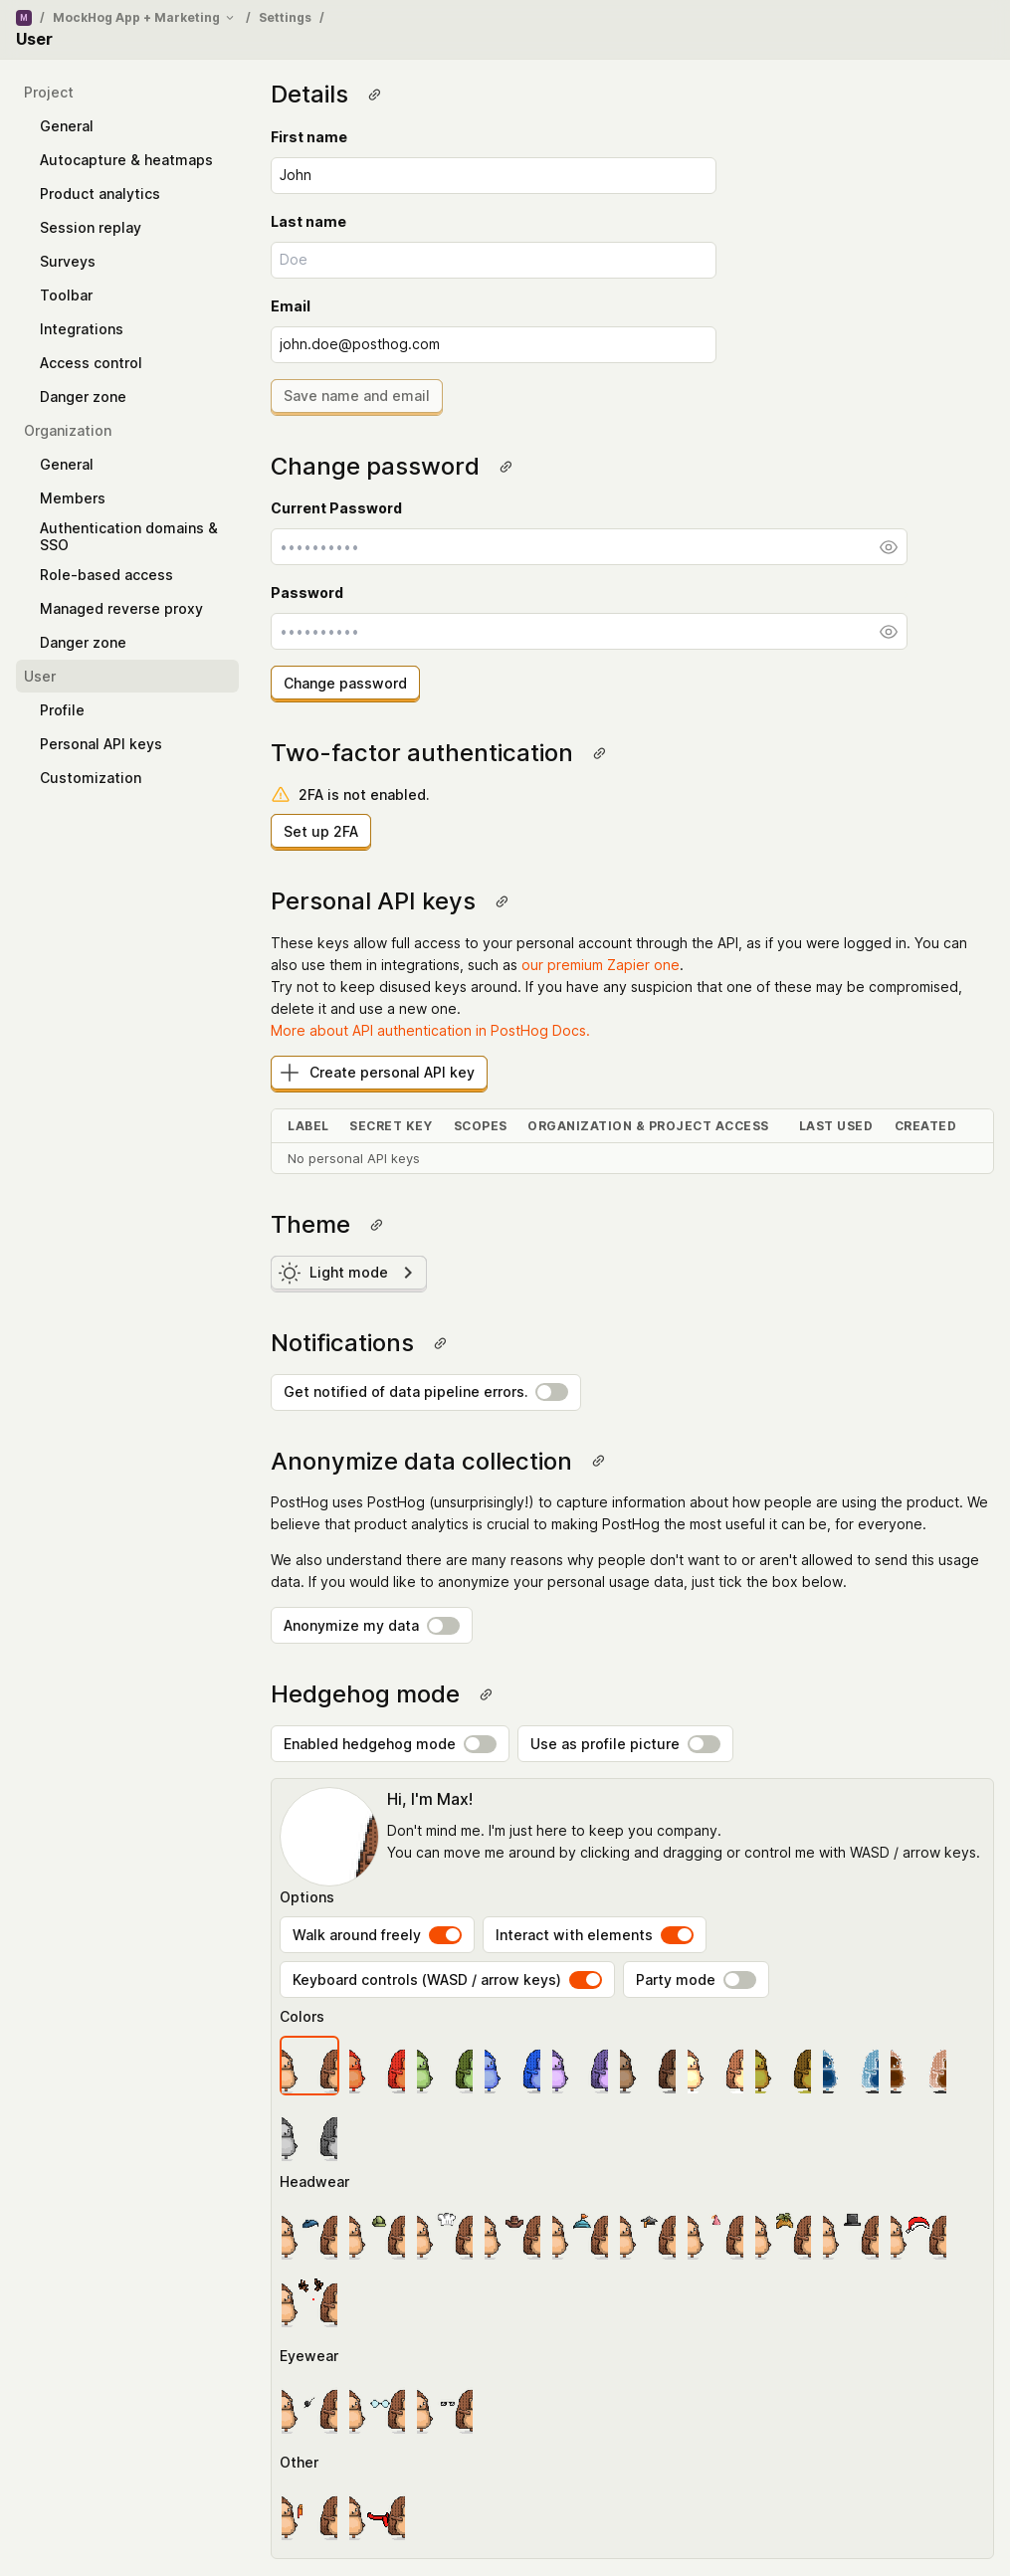 M / MockHog App + Marketing / Settings /
User
Project
General
Autocapture & heatmaps
Product analytics
Session replay
Surveys
Toolbar
Integrations
Access control
Danger zone
Organization
General
Members
Authentication domains &
SSO
Role-based access
Managed reverse proxy
Danger zone
User
Profile
Personal API keys
Customization
Details
First name
John
Last name
Doe
Email
john.doe@posthog.com
Save name and email
Change password
Current Password
••••••••••
Password
••••••••••
Change password
Two-factor authentication
2FA is not enabled.
Set up 2FA
Personal API keys
These keys allow full access to your personal account through the API, as if you were logged in. You can
also use them in integrations, such as our premium Zapier one.
Try not to keep disused keys around. If you have any suspicion that one of these may be compromised,
delete it and use a new one.
More about API authentication in PostHog Docs.
Create personal API key
LABEL SECRET KEY SCOPES ORGANIZATION & PROJECT ACCESS LAST USED CREATED
No personal API keys
Theme
Light mode
Notifications
Get notified of data pipeline errors.
Anonymize data collection
PostHog uses PostHog (unsurprisingly!) to capture information about how people are using the product. We
believe that product analytics is crucial to making PostHog the most useful it can be, for everyone.
We also understand there are many reasons why people don't want to or aren't allowed to send this usage
data. If you would like to anonymize your personal usage data, just tick the box below.
Anonymize my data
Hedgehog mode
Enabled hedgehog mode Use as profile picture
Hi, I'm Max!
Don't mind me. I'm just here to keep you company.
You can move me around by clicking and dragging or control me with WASD / arrow keys.
Options
Walk around freely Interact with elements
Keyboard controls (WASD / arrow keys) Party mode
Colors
Headwear
Eyewear
Other